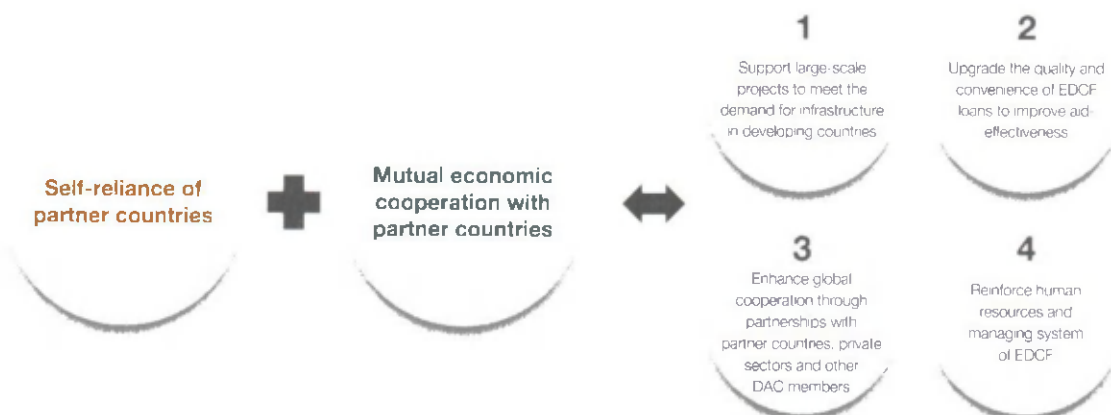 Self-reliance of
partner countries
Mutual economic
cooperation with
partner countries
1
Support large-scale
projects to meet the
demand for infrastructure
in developing countries
2
Upgrade the quality and
convenience of EDCF
loans to improve aid-
effectiveness
3
Enhance global
cooperation through
partnerships with
partner countries, private
sectors and other
DAC members
4
Reinforce human
resources and
managing system
of EDCF